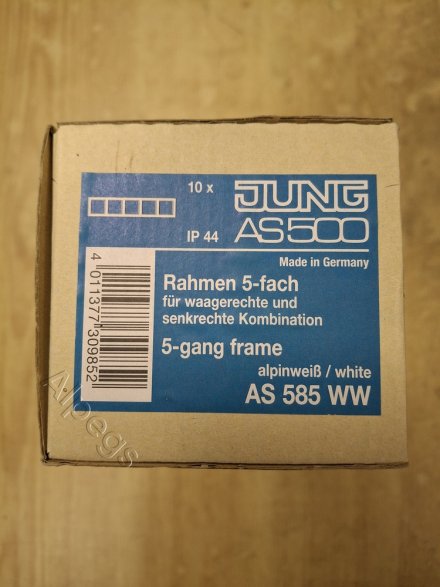 10 x
JUNG
IP 44
AS500
Made in Germany
Rahmen 5-fach
für waagerechte und
senkrechte Kombination
5-gang frame
alpinweiß / white
AS 585 WW
4 011377 309852
Alpegis